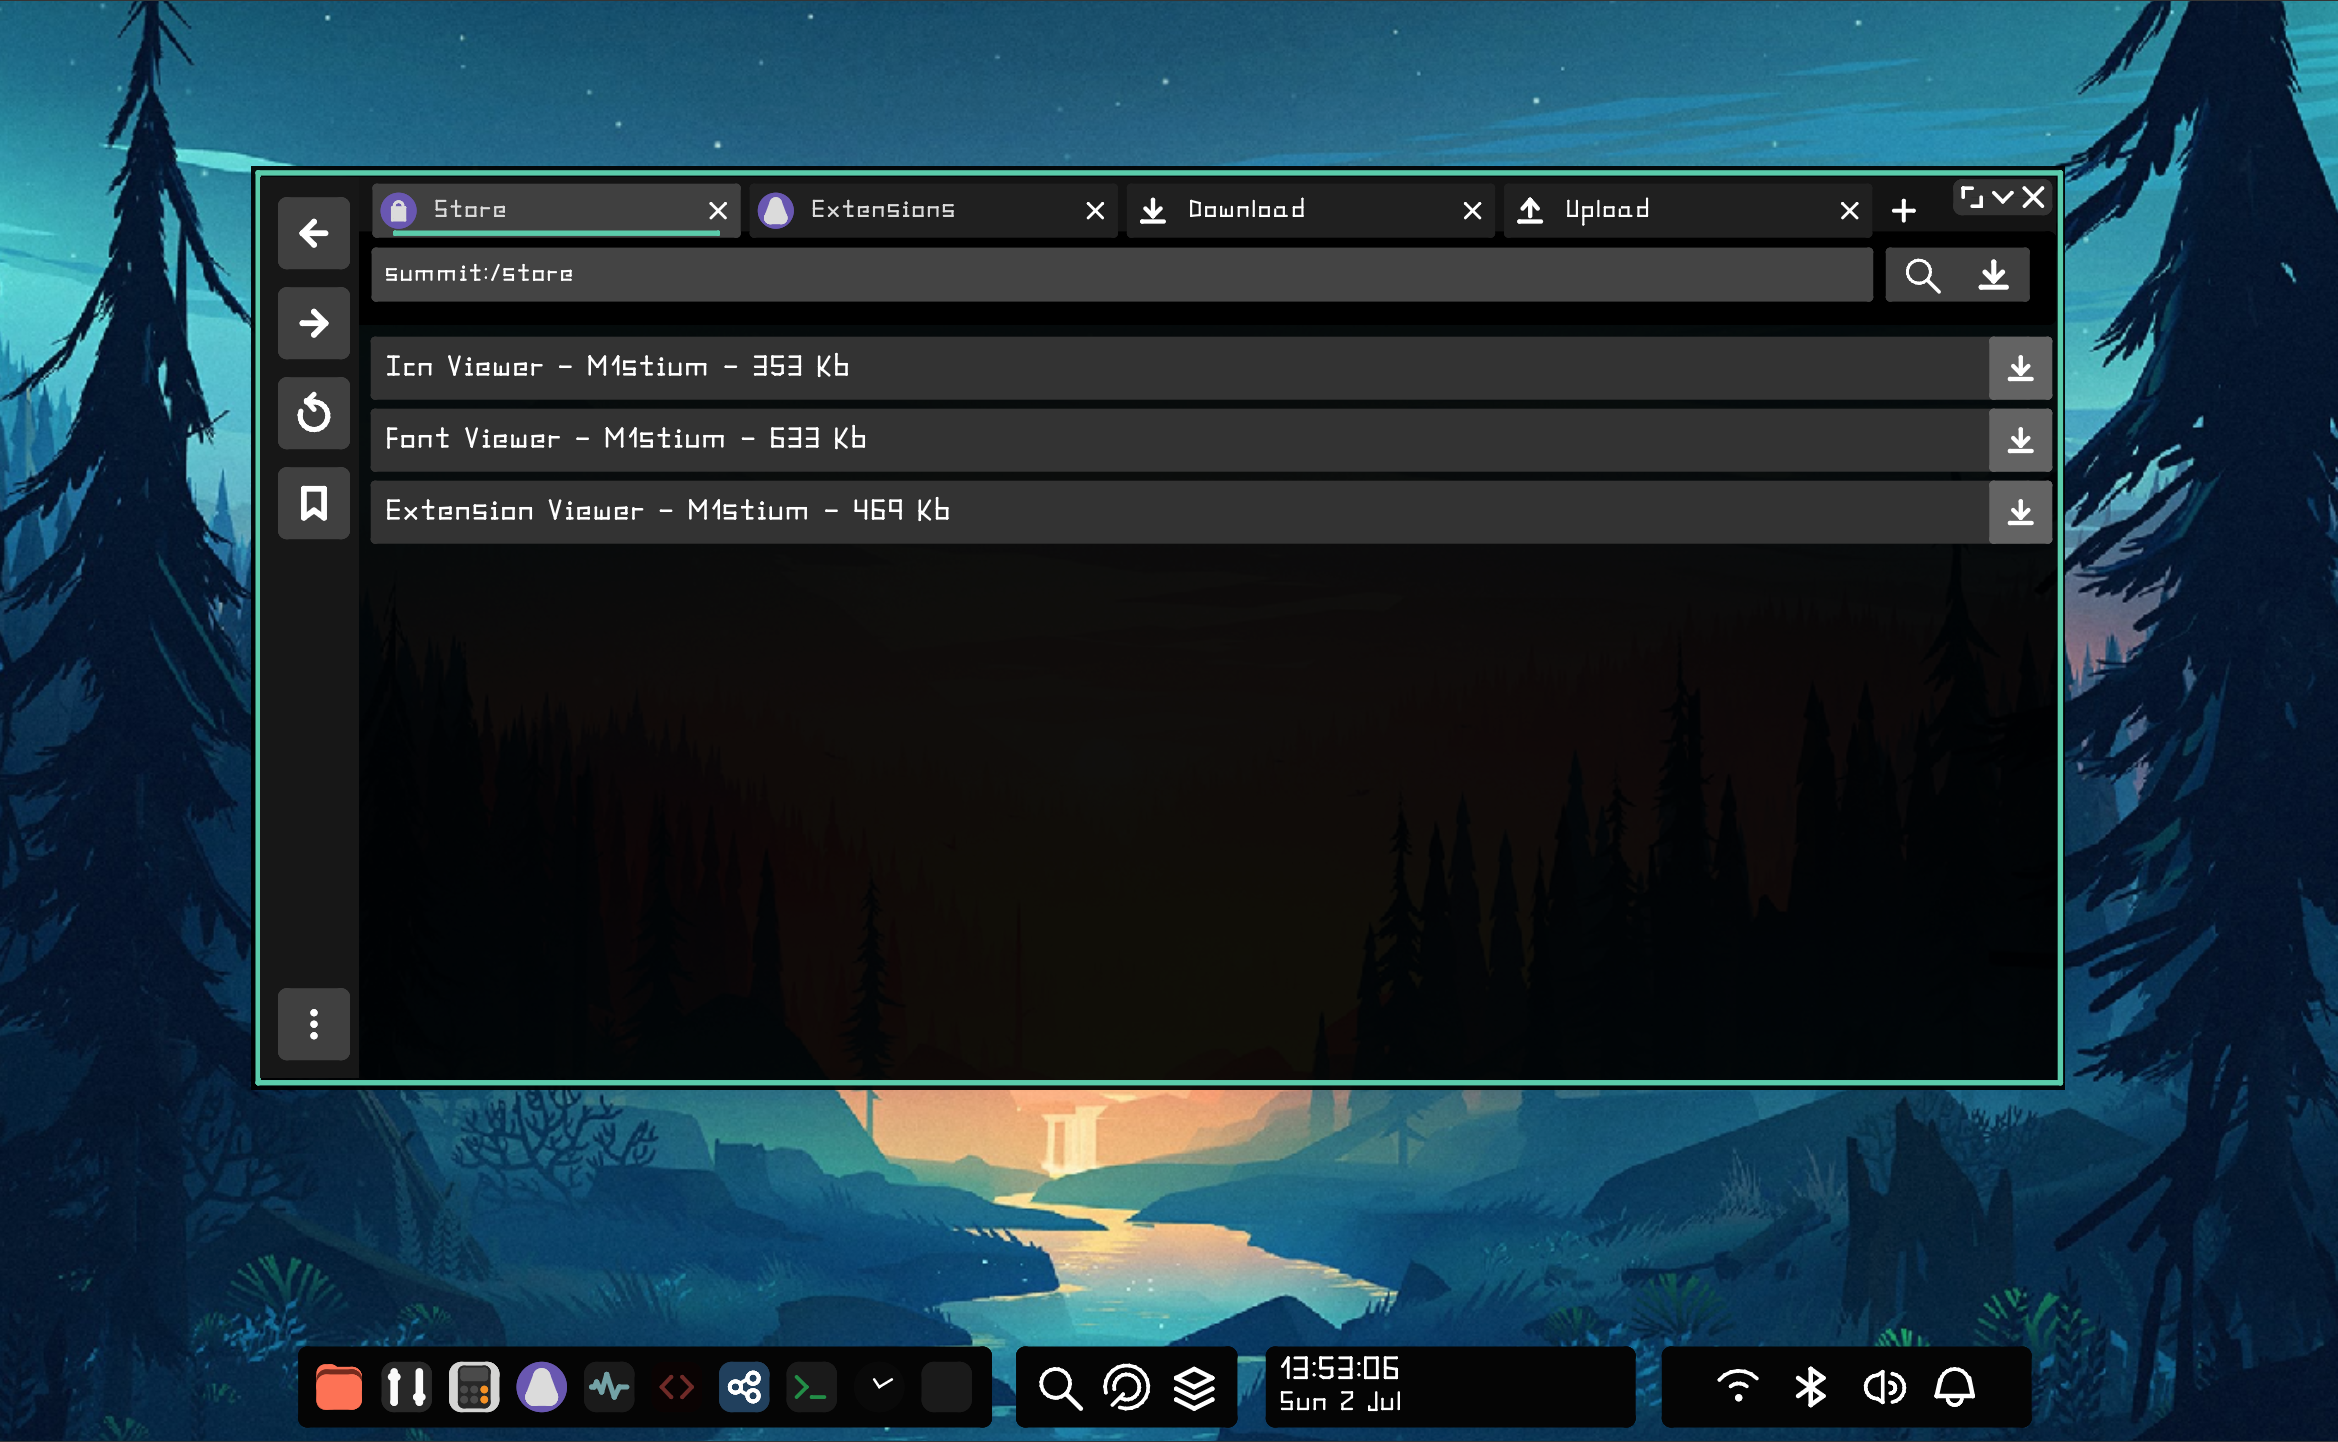 Store
Extensions
Download
Upload
summit:/store
Icn Viewer - M1stium - 353 Kb
Font Viewer - M1stium - 633 Kb
Extension Viewer - M1stium - 469 Kb
13:53:06
Sun 2 Jul